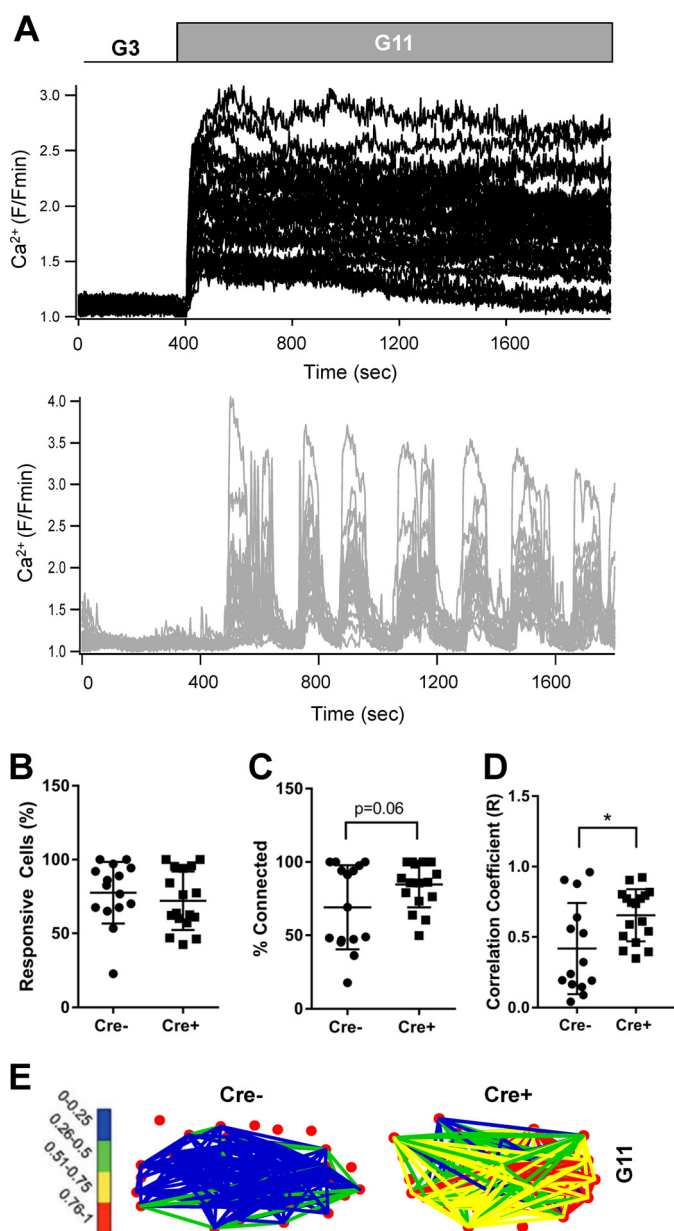 A
G3
G11
Ca²⁺ (F/Fmin)
3.0
2.5
2.0
1.5
1.0
0 400 800 1200 1600
Time (sec)
Ca²⁺ (F/Fmin)
4.0
3.5
3.0
2.5
2.0
1.5
1.0
0 400 800 1200 1600
Time (sec)
B
Responsive Cells (%)
150
100
50
0
Cre- Cre+
C
% Connected
150
100
50
0
p=0.06
Cre- Cre+
D
Correlation Coefficient (R)
1.5
1.0
0.5
0.0
*
Cre- Cre+
E
Cre- Cre+
0-0.25
0.26-0.5
0.51-0.75
0.76-1
G11